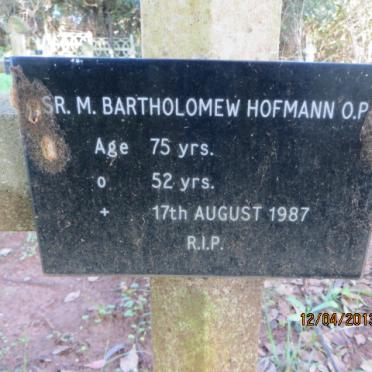 SR. M. BARTHOLOMEW HOFMANN O.P
Age 75 yrs.
o 52 yrs.
+ 17th AUGUST 1987
R.I.P.
12/04/2013